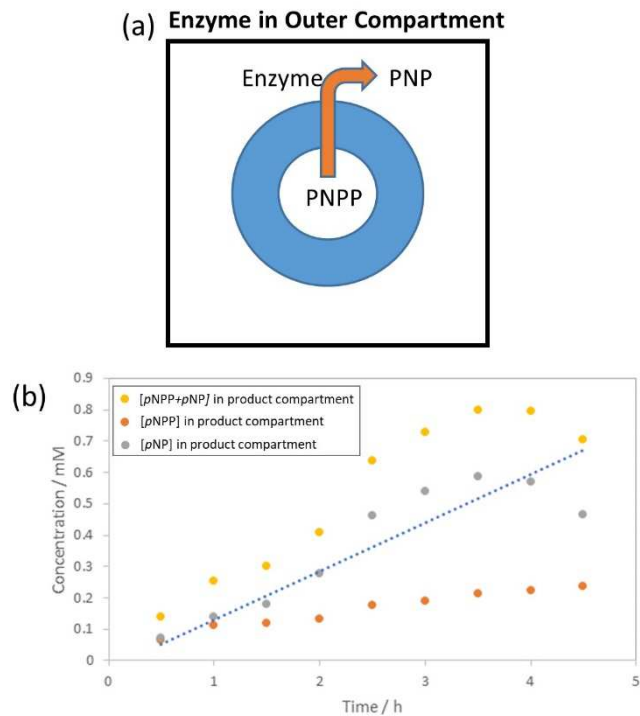 (a) Enzyme in Outer Compartment
Enzyme PNP
PNPP
(b)
0.9
0.8
0.7
0.6
0.5
0.4
0.3
0.2
0.1
0
Concentration / mM
[pNPP+pNP] in product compartment
[pNPP] in product compartment
[pNP] in product compartment
0 1 2 3 4 5
Time / h